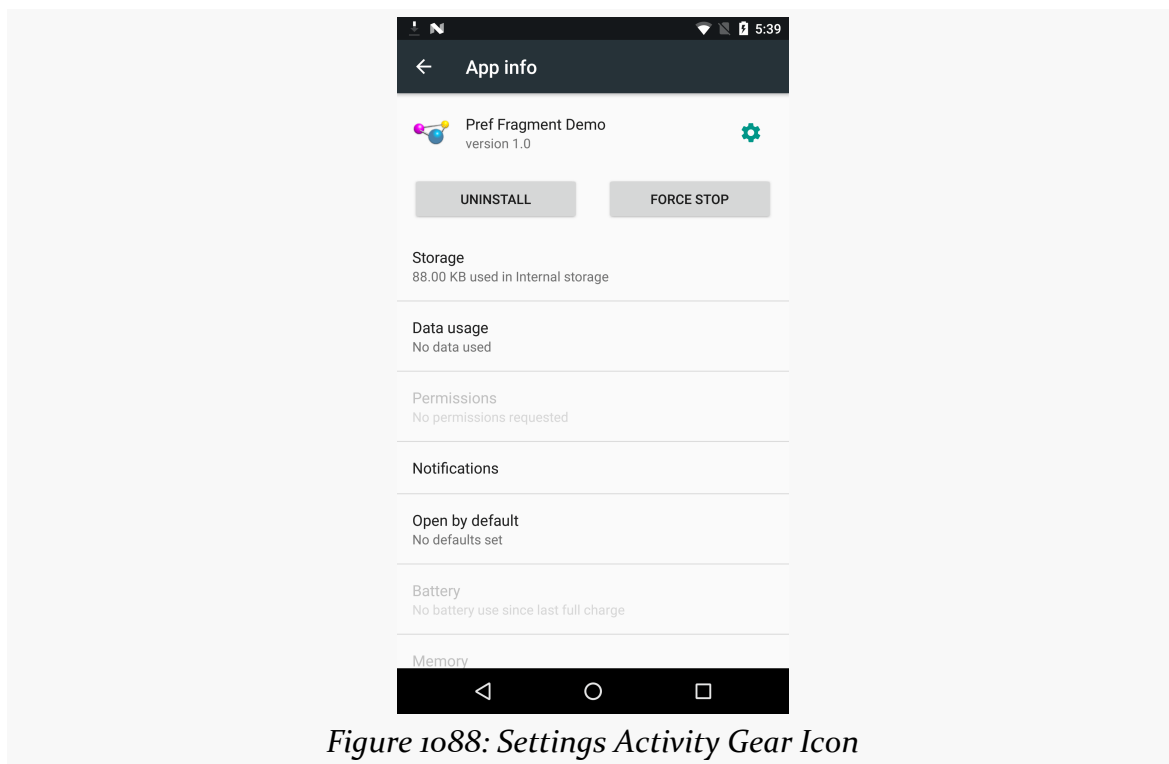 5:39
App info
Pref Fragment Demo
version 1.0
UNINSTALL
FORCE STOP
Storage
88.00 KB used in Internal storage
Data usage
No data used
Permissions
No permissions requested
Notifications
Open by default
No defaults set
Battery
No battery use since last full charge
Memory
Figure 1088: Settings Activity Gear Icon